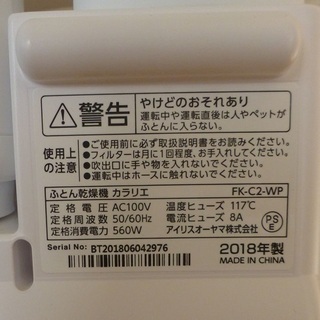 警告
やけどのおそれあり
運転中や運転直後は人やペットが
ふとんに入らない。
使用上
の注意
●ご使用前に必ず取扱説明書をお読みください。
●フィルターは月に1回程度、お手入れしてください。
●吹出口に手や物を入れないでください。
●運転中はホースに触れないでください。
ふとん乾燥機 カラリエ FK-C2-WP
定格電圧 AC100V 温度ヒューズ 117℃
定格周波数 50/60Hz 電流ヒューズ 8A
定格消費電力 560W アイリスオーヤマ株式会社
PS
E
Serial No: BT201806042976
2018年製
MADE IN CHINA